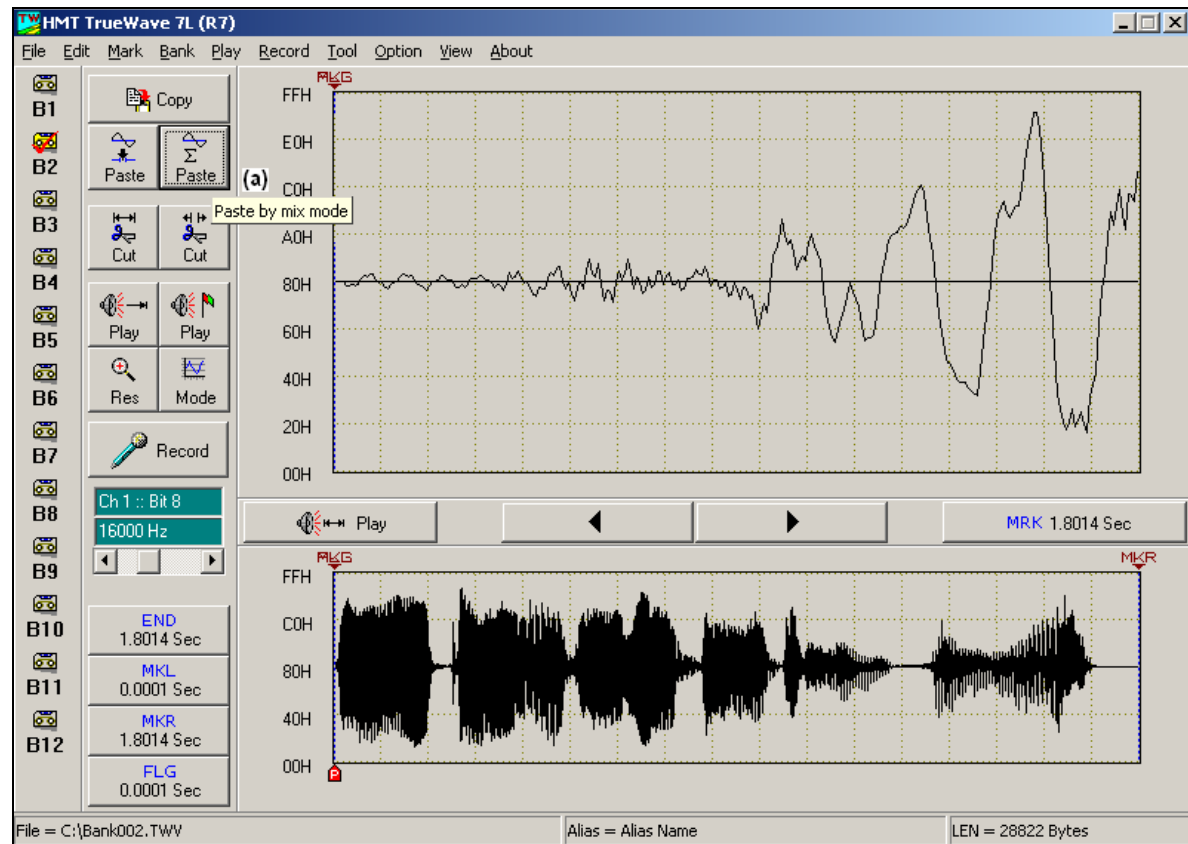 HMT TrueWave 7L (R7)
File Edit Mark Bank Play Record Tool Option View About
B1
B2
B3
B4
B5
B6
B7
B8
B9
B10
B11
B12
Copy
Paste Paste
(a)
Paste by mix mode
Cut Cut
Play Play
Res Mode
Record
Ch 1 :: Bit 8
16000 Hz
END
1.8014 Sec
MKL
0.0001 Sec
MKR
1.8014 Sec
FLG
0.0001 Sec
FFH
E0H
C0H
A0H
80H
60H
40H
20H
00H
Play
MRK 1.8014 Sec
MKR
FFH
C0H
80H
40H
00H
P
File = C:\Bank002.TWV
Alias = Alias Name
LEN = 28822 Bytes